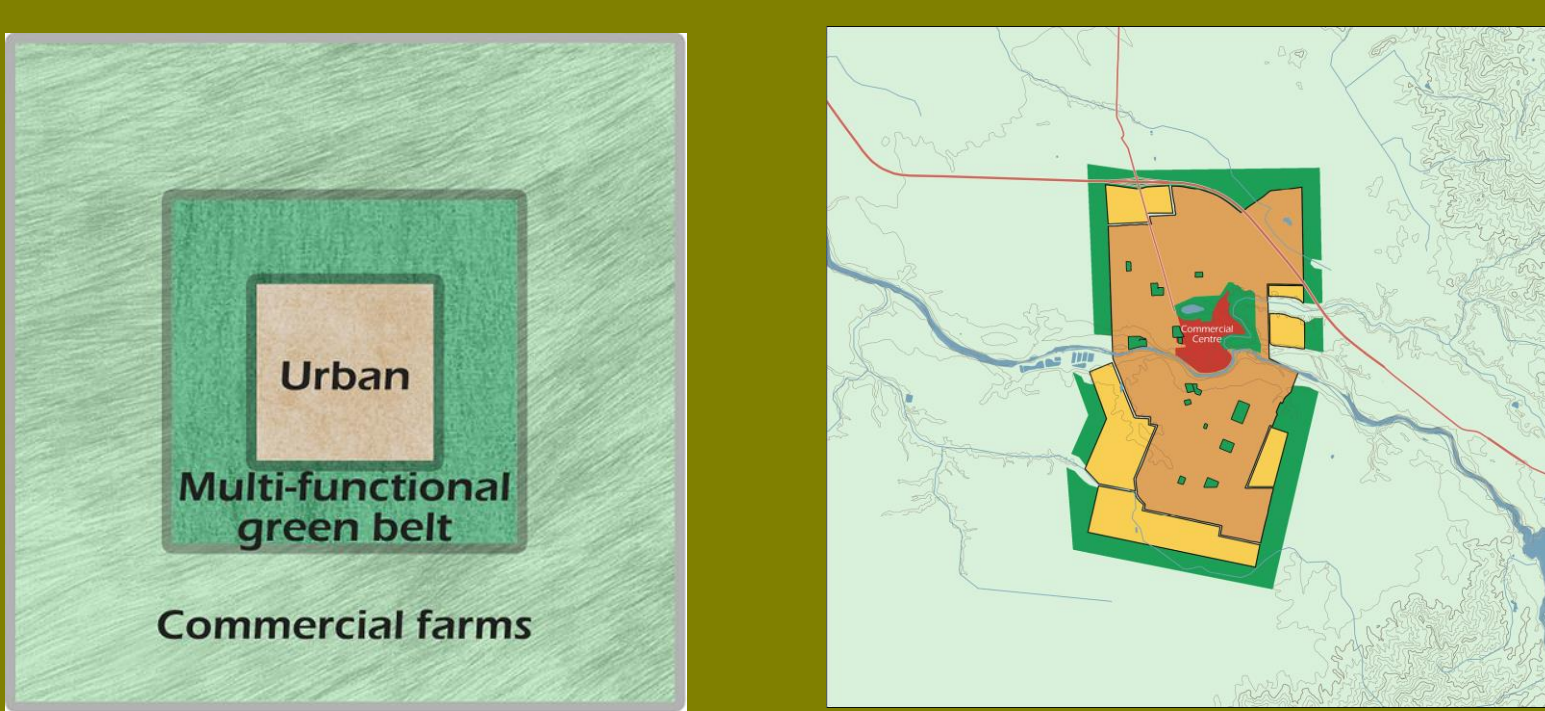 Urban
Multi-functional
green belt
Commercial farms
Commercial
Centre